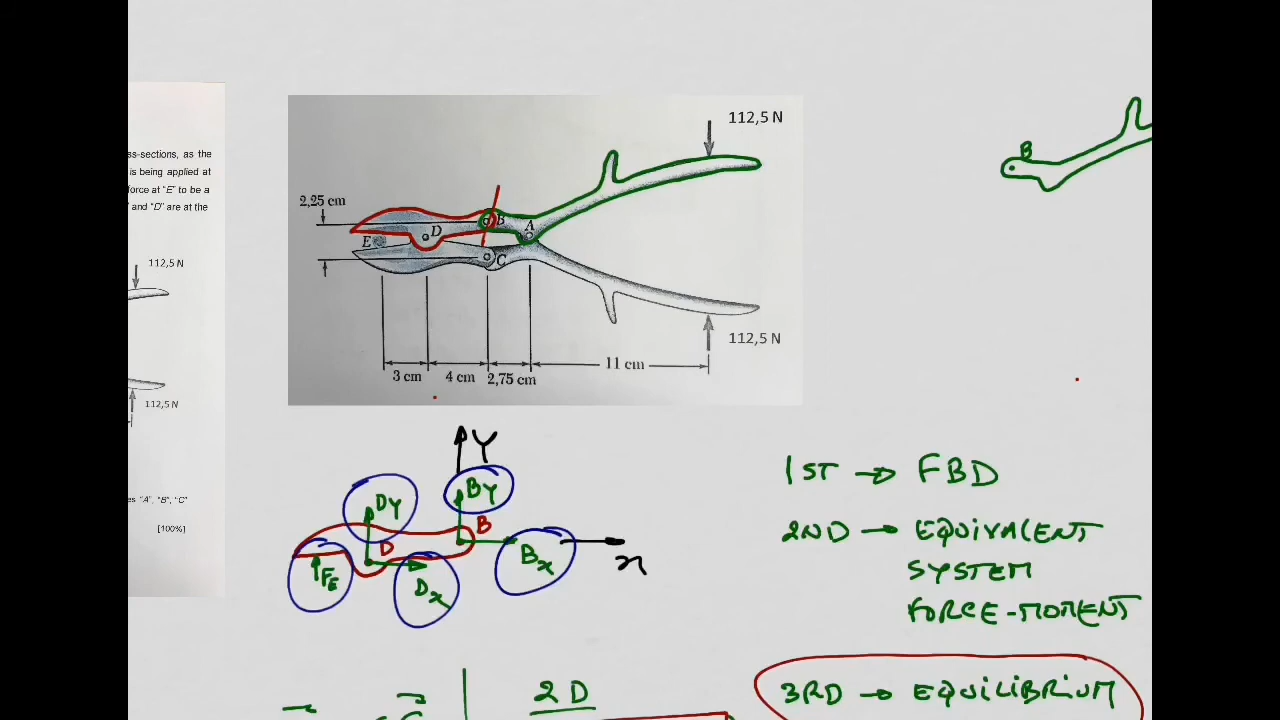 ss-sections, as the
is being applied at
force at "E" to be a
and "D" are at the
112,5 N
112,5 N
es "A", "B", "C"
[100%]
112,5 N
2,25 cm
B
A
D
E
C
112,5 N
11 cm
3 cm
4 cm
2,75 cm
B
Y
DY
BY
B
D
FE
Dx
Bx
x
1ST → FBD
2ND → EQUIVALENT
SYSTEM
FORCE-MOMENT
2D
3RD → EQUILIBRIUM